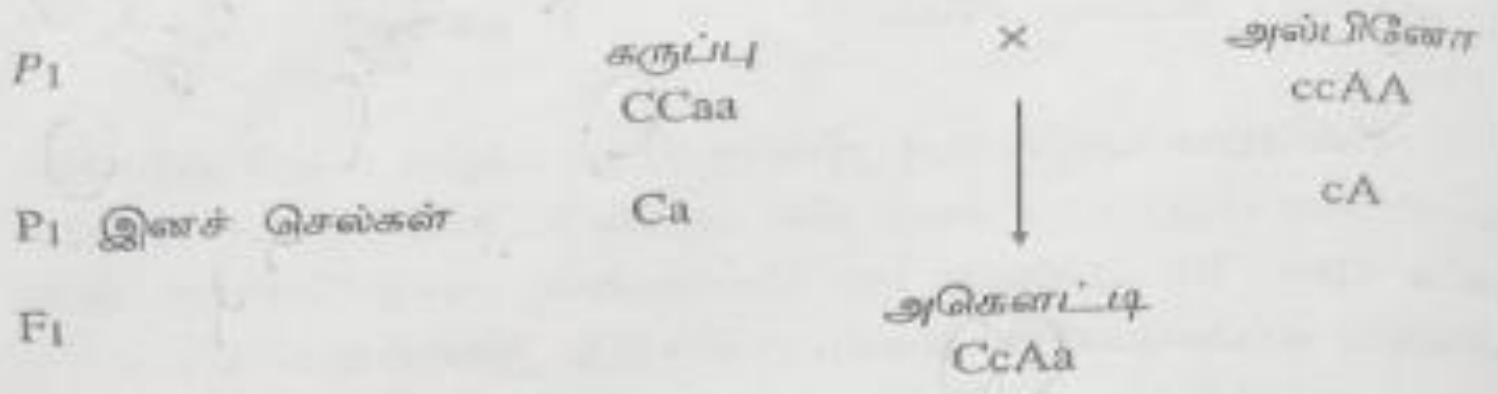 P1 கருப்பு × அல்பினோ
CCaa ccAA
P1 இனச் செல்கள் Ca cA
F1 அகௌட்டி
CcAa